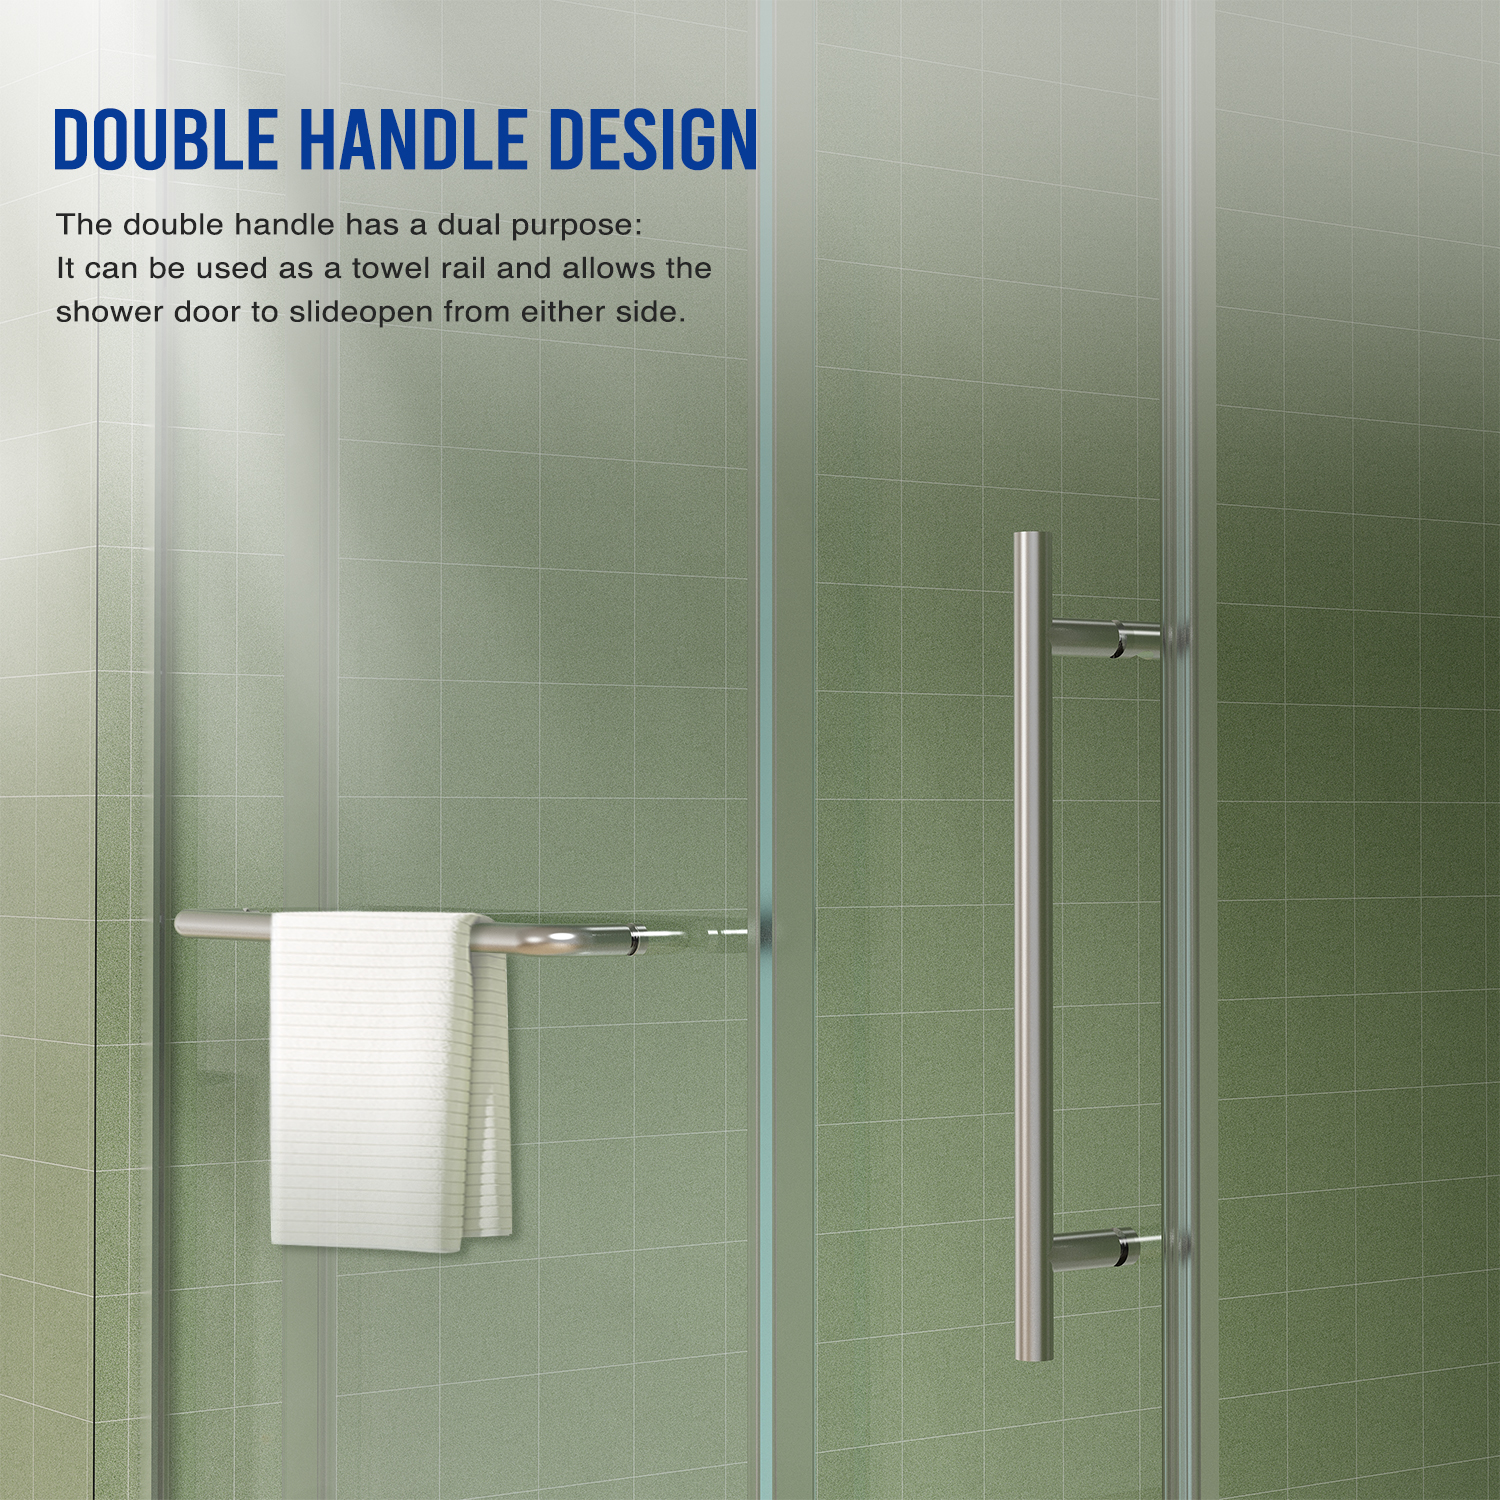 DOUBLE HANDLE DESIGN
The double handle has a dual purpose:
It can be used as a towel rail and allows the
shower door to slideopen from either side.